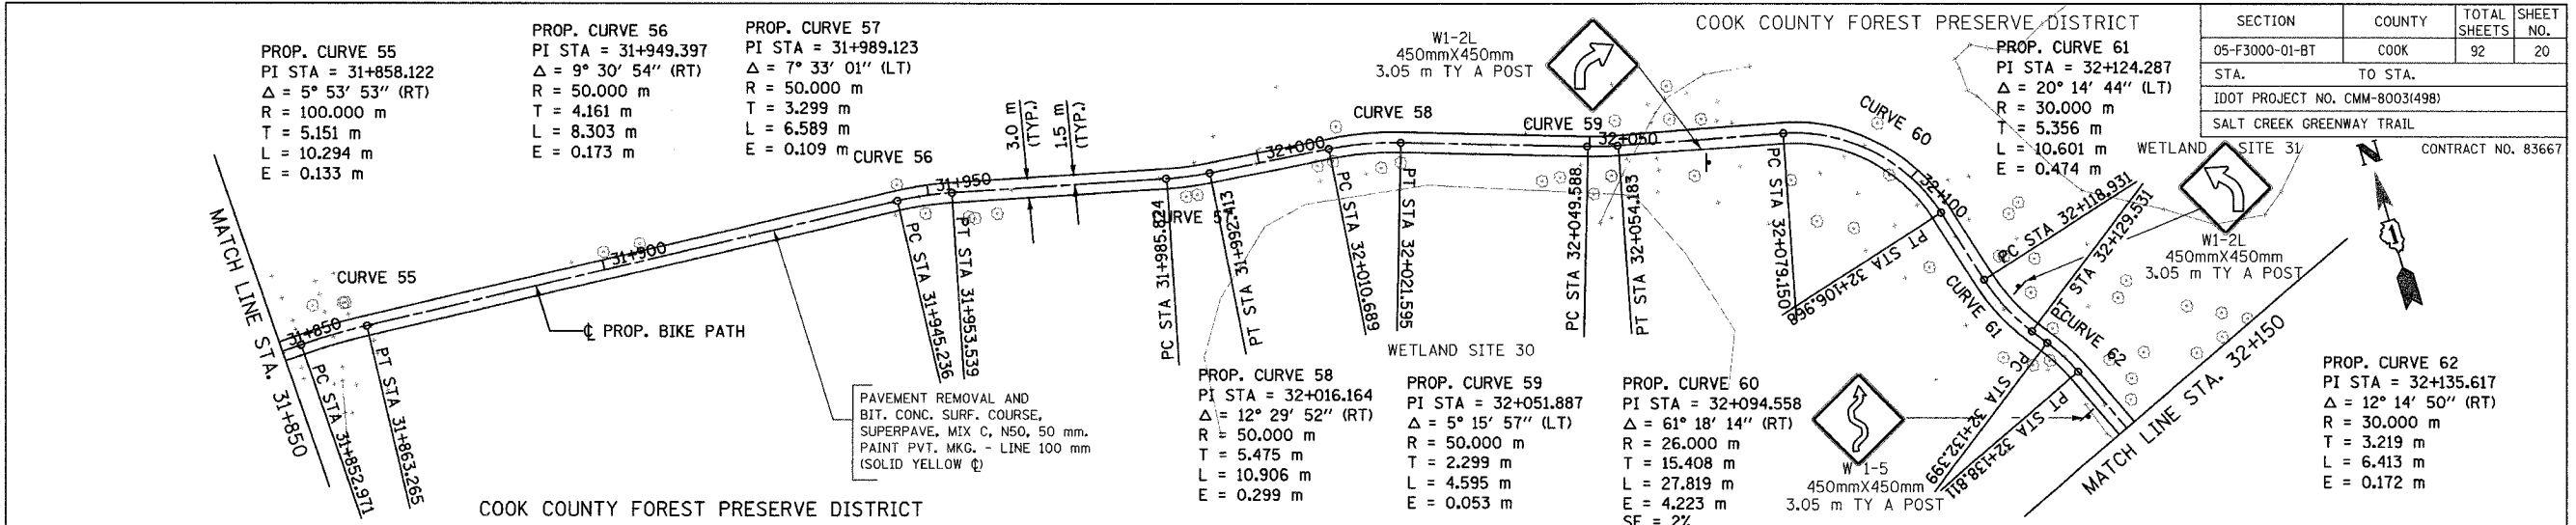 PROP. CURVE 55
PI STA = 31+858.122
Δ = 5° 53' 53'' (RT)
R = 100.000 m
T = 5.151 m
L = 10.294 m
E = 0.133 m
PROP. CURVE 56
PI STA = 31+949.397
Δ = 9° 30' 54'' (RT)
R = 50.000 m
T = 4.161 m
L = 8.303 m
E = 0.173 m
PROP. CURVE 57
PI STA = 31+989.123
Δ = 7° 33' 01'' (LT)
R = 50.000 m
T = 3.299 m
L = 6.589 m
E = 0.109 m
W1-2L
450mmX450mm
3.05 m TY A POST
COOK COUNTY FOREST PRESERVE DISTRICT
PROP. CURVE 61
PI STA = 32+124.287
Δ = 20° 14' 44'' (LT)
R = 30.000 m
T = 5.356 m
L = 10.601 m
E = 0.474 m
SECTION
COUNTY
TOTAL SHEETS
SHEET NO.
05-F3000-01-BT
COOK
92
20
STA.
TO STA.
IDOT PROJECT NO. CMM-8003(498)
SALT CREEK GREENWAY TRAIL
CONTRACT NO. 83667
WETLAND SITE 31
N
1
MATCH LINE STA. 31+850
CURVE 55
31+850
PC STA 31+852.971
PT STA 31+863.265
31+900
℄ PROP. BIKE PATH
CURVE 56
31+950
PC STA 31+945.236
PT STA 31+953.539
3.0 m
(TYP.)
1.5 m
(TYP.)
CURVE 57
PC STA 31+985.824
PT STA 31+992.413
32+000
CURVE 58
PC STA 32+010.689
PT STA 32+021.595
CURVE 59
32+050
PC STA 32+049.588
PT STA 32+054.183
CURVE 60
PC STA 32+079.150
32+100
PT STA 32+106.968
PC STA 32+118.931
PT STA 32+129.531
CURVE 61
CURVE 62
PC STA 32+132.399
PT STA 32+138.811
MATCH LINE STA. 32+150
W1-2L
450mmX450mm
3.05 m TY A POST
PAVEMENT REMOVAL AND
BIT. CONC. SURF. COURSE,
SUPERPAVE, MIX C, N50, 50 mm.
PAINT PVT. MKG. - LINE 100 mm
(SOLID YELLOW ℄)
COOK COUNTY FOREST PRESERVE DISTRICT
WETLAND SITE 30
PROP. CURVE 58
PI STA = 32+016.164
Δ = 12° 29' 52'' (RT)
R = 50.000 m
T = 5.475 m
L = 10.906 m
E = 0.299 m
PROP. CURVE 59
PI STA = 32+051.887
Δ = 5° 15' 57'' (LT)
R = 50.000 m
T = 2.299 m
L = 4.595 m
E = 0.053 m
PROP. CURVE 60
PI STA = 32+094.558
Δ = 61° 18' 14'' (RT)
R = 26.000 m
T = 15.408 m
L = 27.819 m
E = 4.223 m
SE = 2%
W 1-5
450mmX450mm
3.05 m TY A POST
PROP. CURVE 62
PI STA = 32+135.617
Δ = 12° 14' 50'' (RT)
R = 30.000 m
T = 3.219 m
L = 6.413 m
E = 0.172 m